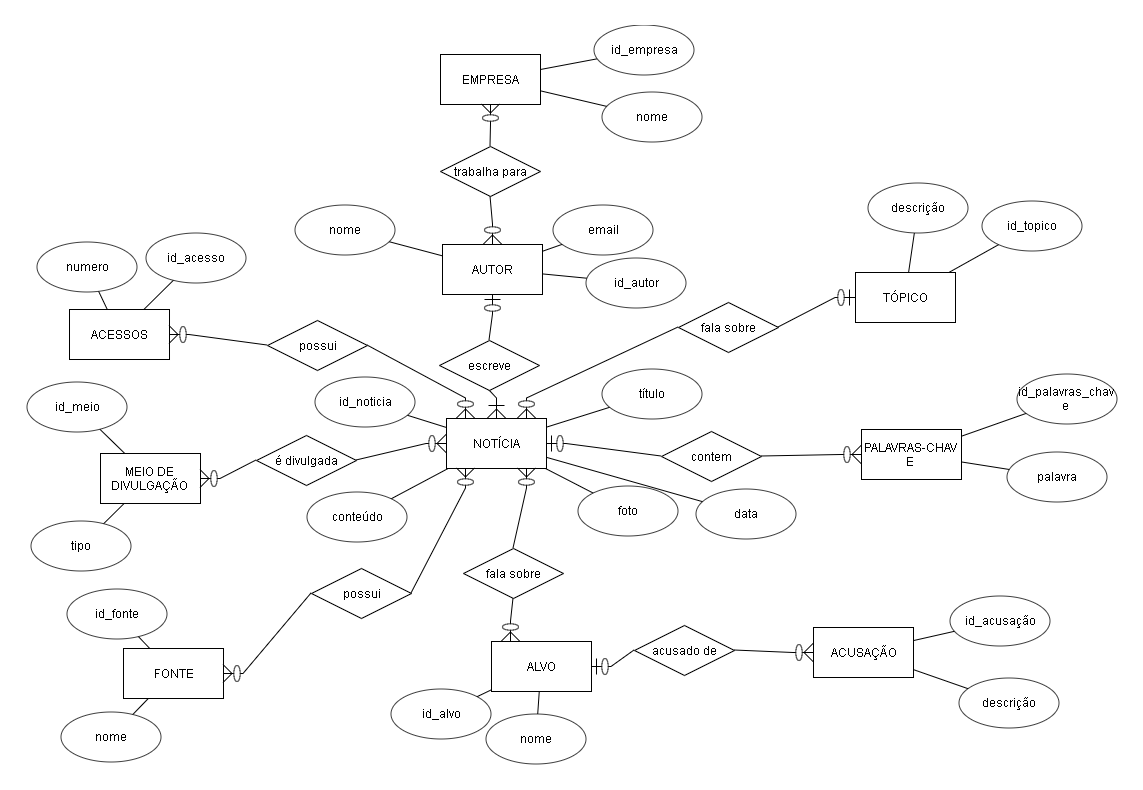 id_empresa
EMPRESA
nome
trabalha para
descrição
nome
email
id_topico
numero
id_acesso
AUTOR
id_autor
TÓPICO
ACESSOS
fala sobre
possui
escreve
id_noticia
título
id_palavras_chav
e
id_meio
NOTÍCIA
contem
PALAVRAS-CHAV
E
é divulgada
MEIO DE
DIVULGAÇÃO
palavra
conteúdo
foto
data
tipo
fala sobre
possui
id_fonte
id_acusação
acusado de
ACUSAÇÃO
FONTE
ALVO
descrição
id_alvo
nome
nome